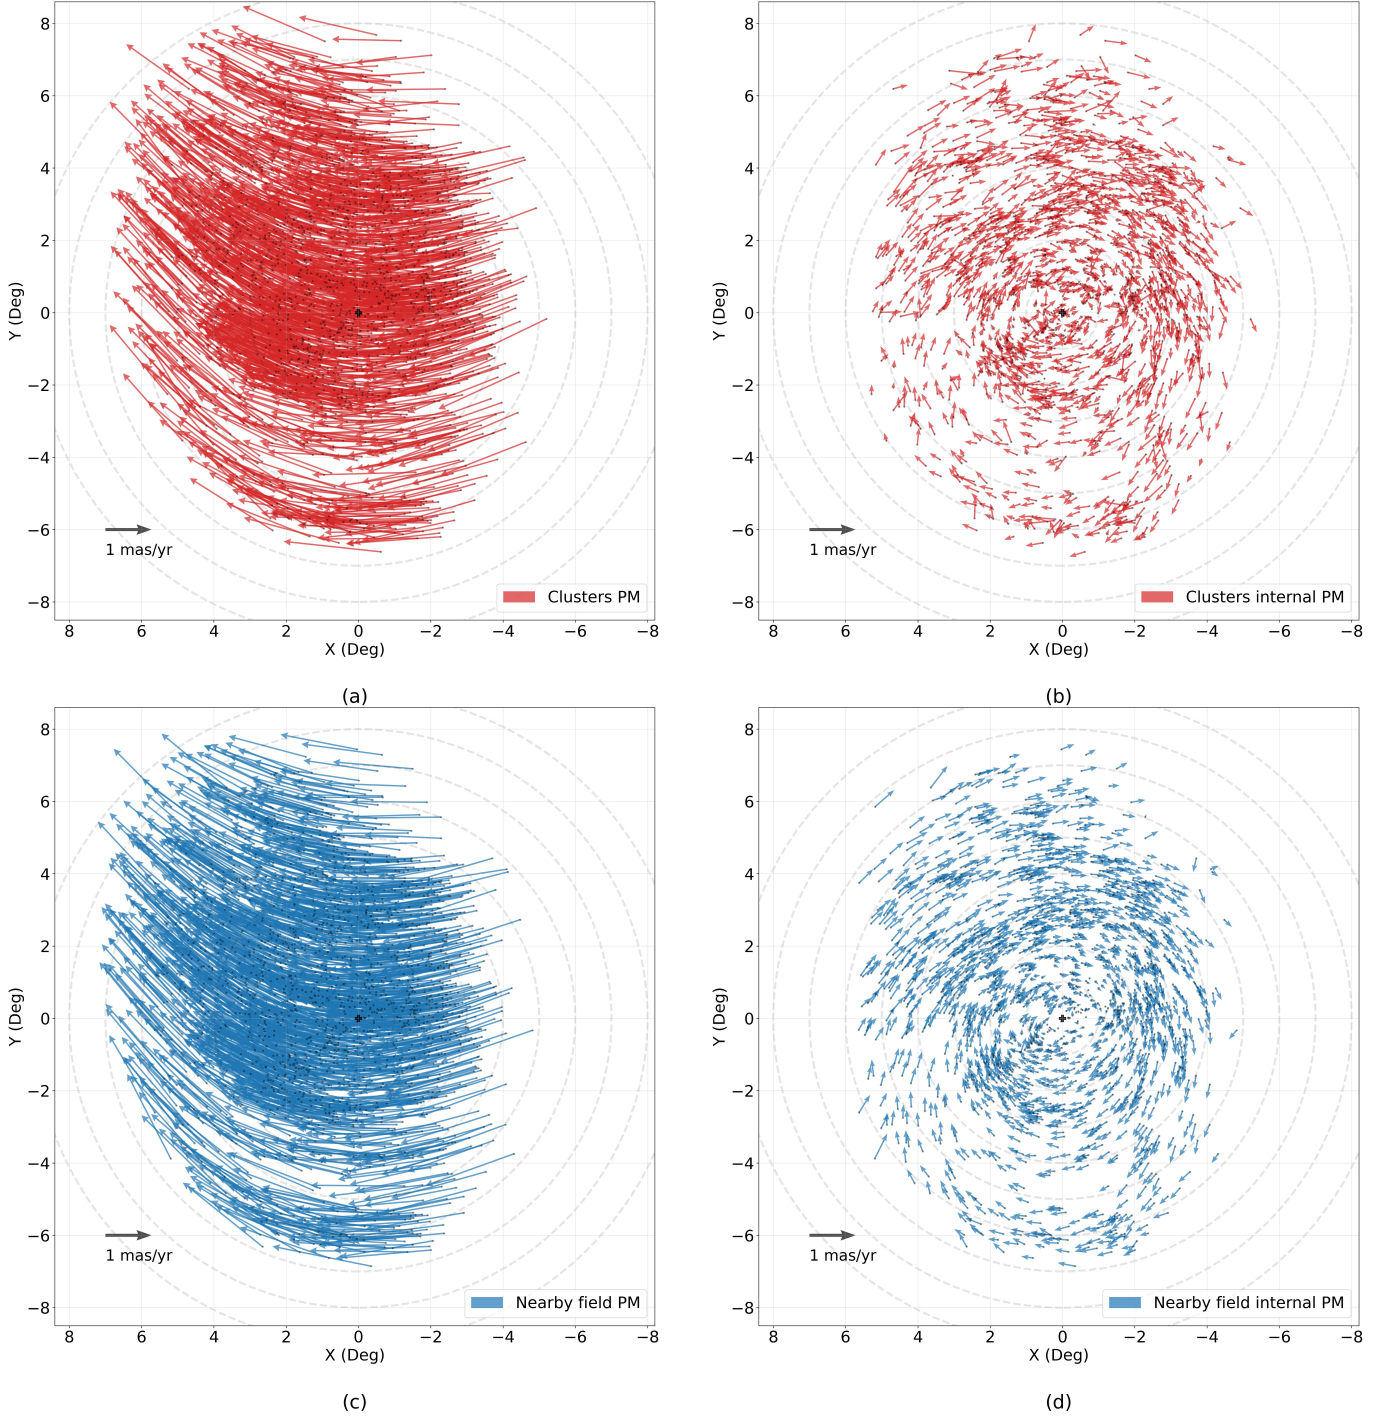 8
6
4
2
0
−2
−4
−6
−8
Y (Deg)
1 mas/yr
Clusters PM
8 6 4 2 0 −2 −4 −6 −8
X (Deg)
(a)
8
6
4
2
0
−2
−4
−6
−8
Y (Deg)
1 mas/yr
Clusters internal PM
8 6 4 2 0 −2 −4 −6 −8
X (Deg)
(b)
8
6
4
2
0
−2
−4
−6
−8
Y (Deg)
1 mas/yr
Nearby field PM
8 6 4 2 0 −2 −4 −6 −8
X (Deg)
(c)
8
6
4
2
0
−2
−4
−6
−8
Y (Deg)
1 mas/yr
Nearby field internal PM
8 6 4 2 0 −2 −4 −6 −8
X (Deg)
(d)